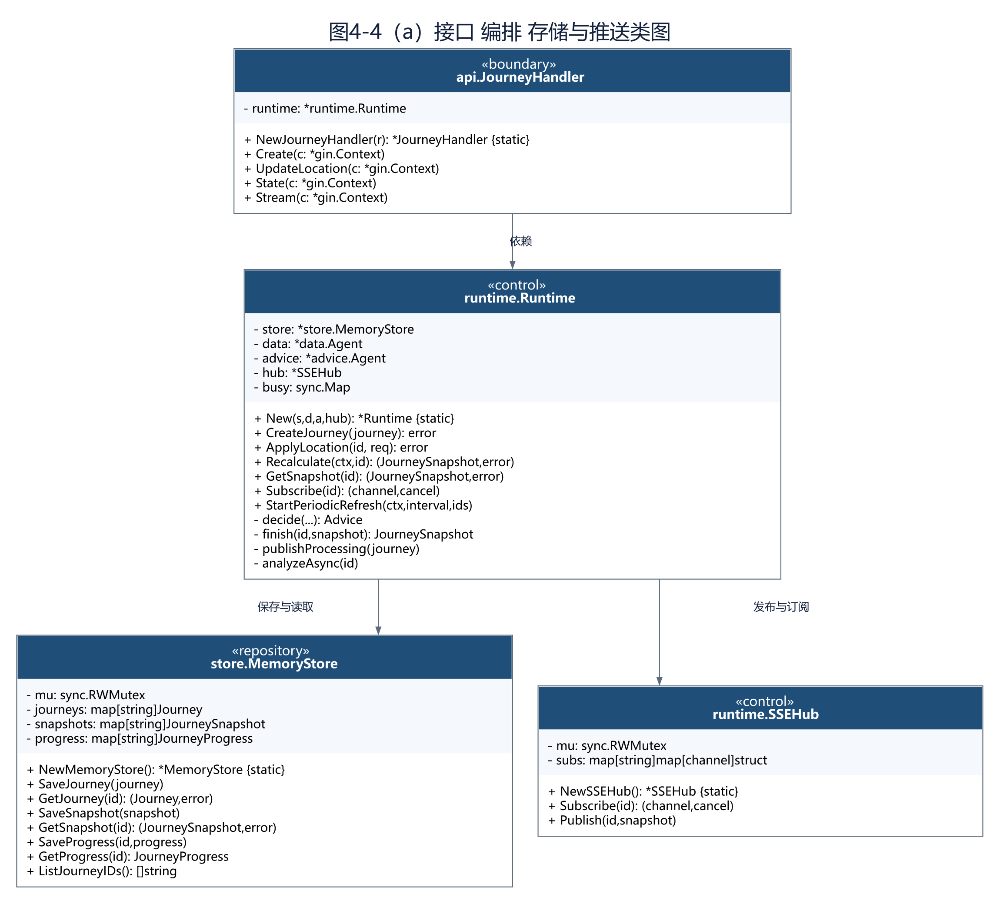 图4-4（a）接口 编排 存储与推送类图
«boundary»
api.JourneyHandler
- runtime: *runtime.Runtime
+ NewJourneyHandler(r): *JourneyHandler {static}
+ Create(c: *gin.Context)
+ UpdateLocation(c: *gin.Context)
+ State(c: *gin.Context)
+ Stream(c: *gin.Context)
依赖
«control»
runtime.Runtime
- store: *store.MemoryStore
- data: *data.Agent
- advice: *advice.Agent
- hub: *SSEHub
- busy: sync.Map
+ New(s,d,a,hub): *Runtime {static}
+ CreateJourney(journey): error
+ ApplyLocation(id, req): error
+ Recalculate(ctx,id): (JourneySnapshot,error)
+ GetSnapshot(id): (JourneySnapshot,error)
+ Subscribe(id): (channel,cancel)
+ StartPeriodicRefresh(ctx,interval,ids)
- decide(...): Advice
- finish(id,snapshot): JourneySnapshot
- publishProcessing(journey)
- analyzeAsync(id)
保存与读取
发布与订阅
«repository»
store.MemoryStore
- mu: sync.RWMutex
- journeys: map[string]Journey
- snapshots: map[string]JourneySnapshot
- progress: map[string]JourneyProgress
+ NewMemoryStore(): *MemoryStore {static}
+ SaveJourney(journey)
+ GetJourney(id): (Journey,error)
+ SaveSnapshot(snapshot)
+ GetSnapshot(id): (JourneySnapshot,error)
+ SaveProgress(id,progress)
+ GetProgress(id): JourneyProgress
+ ListJourneyIDs(): []string
«control»
runtime.SSEHub
- mu: sync.RWMutex
- subs: map[string]map[channel]struct
+ NewSSEHub(): *SSEHub {static}
+ Subscribe(id): (channel,cancel)
+ Publish(id,snapshot)